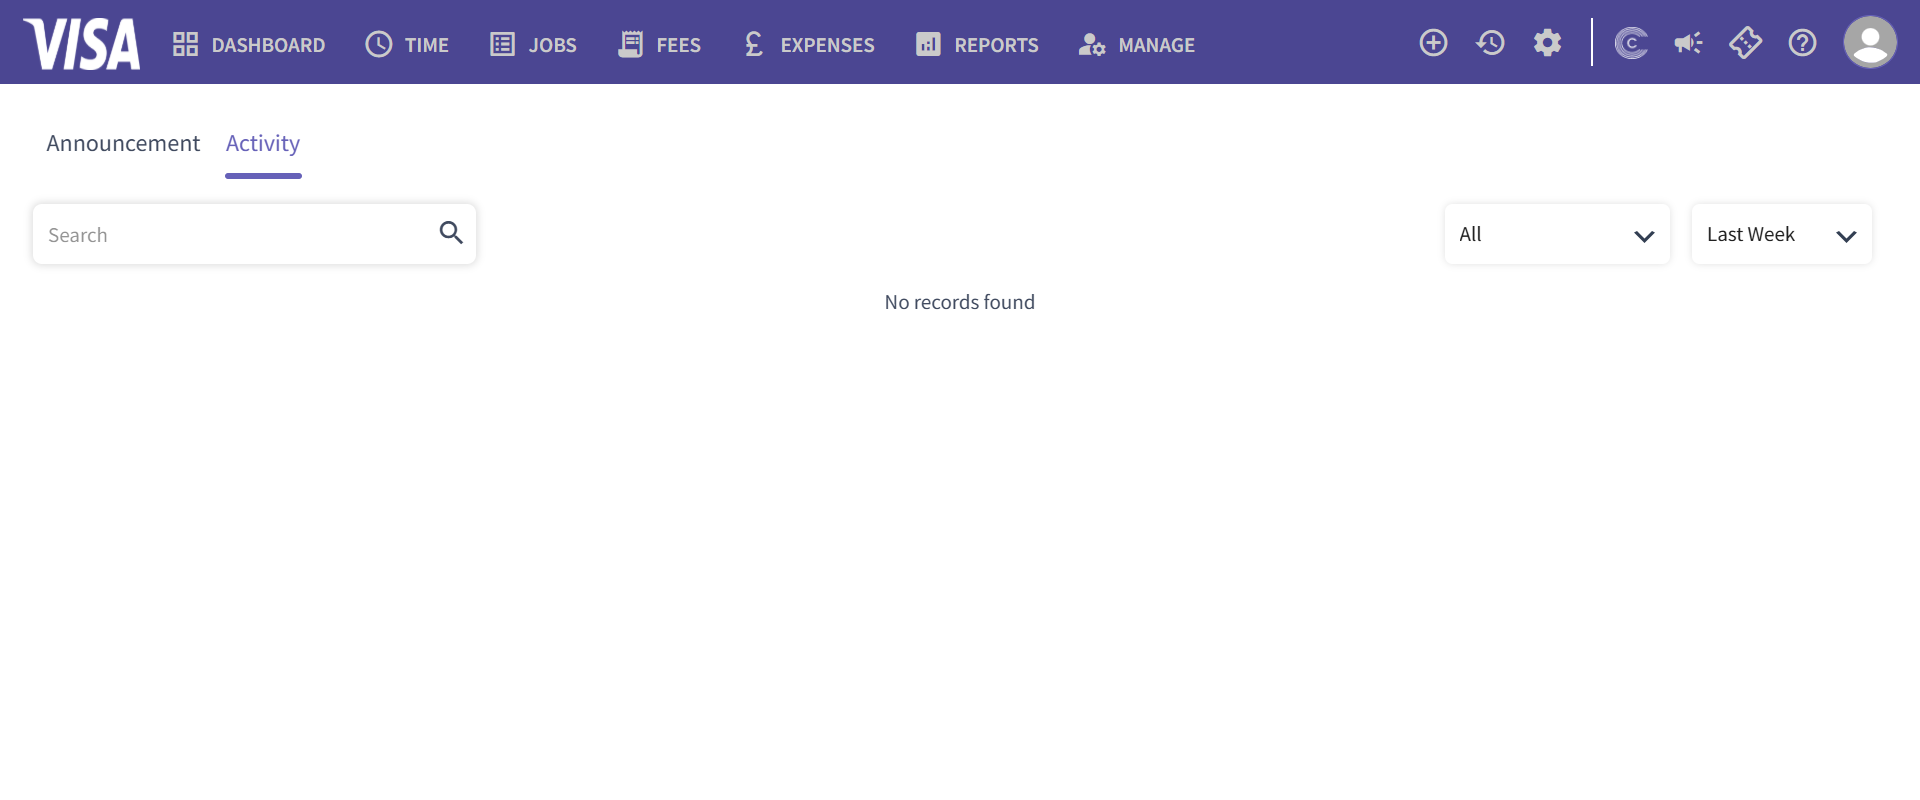 VISA DASHBOARD TIME JOBS FEES £ EXPENSES REPORTS MANAGE C ?
Announcement Activity
Search All Last Week
No records found